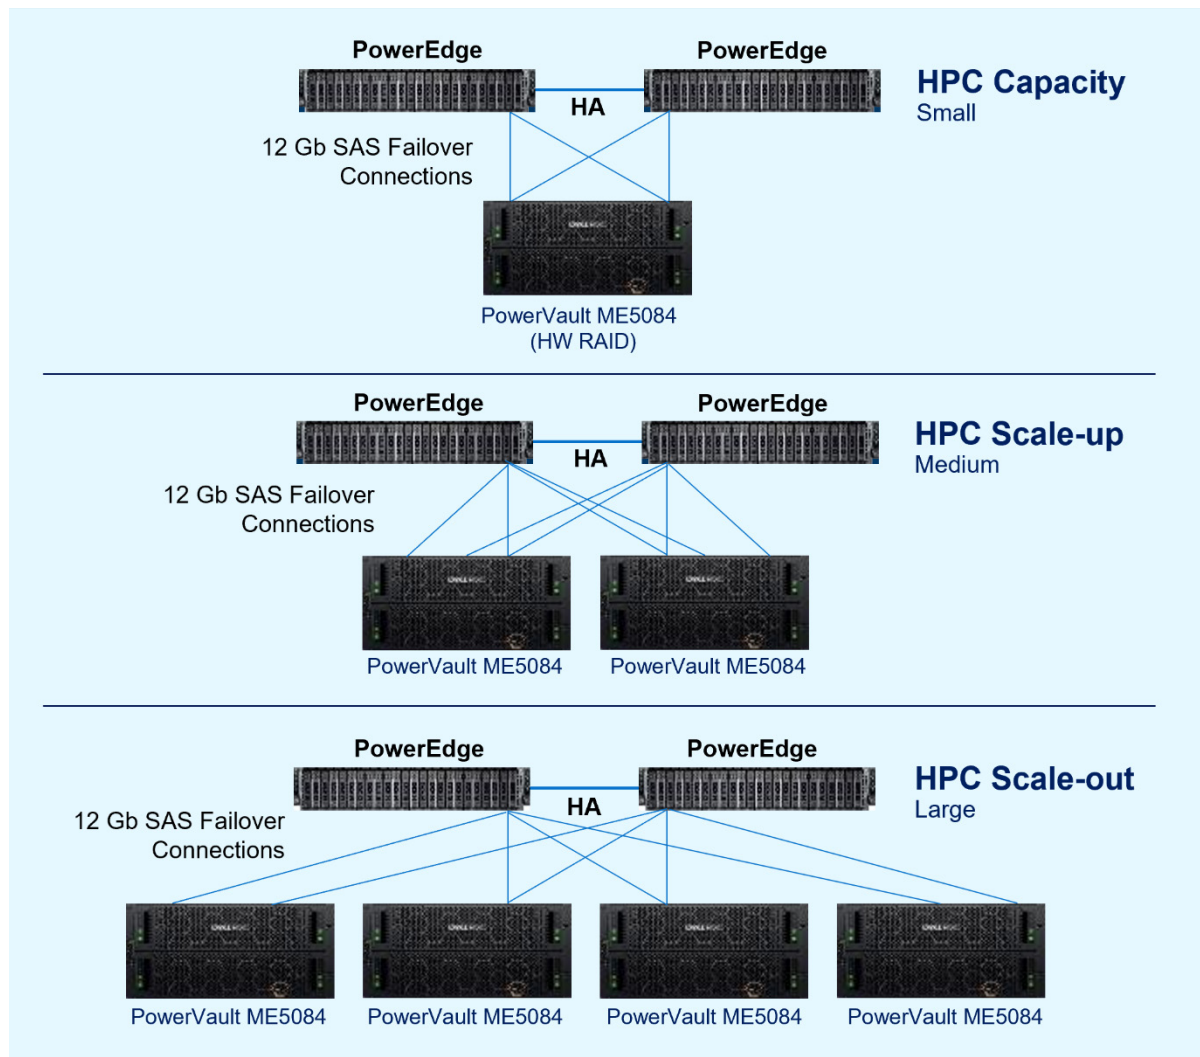 PowerEdge
PowerEdge
HPC Capacity
Small
HA
12 Gb SAS Failover
Connections
PowerVault ME5084
(HW RAID)
PowerEdge
PowerEdge
HPC Scale-up
Medium
HA
12 Gb SAS Failover
Connections
PowerVault ME5084
PowerVault ME5084
PowerEdge
PowerEdge
HPC Scale-out
Large
HA
12 Gb SAS Failover
Connections
PowerVault ME5084
PowerVault ME5084
PowerVault ME5084
PowerVault ME5084